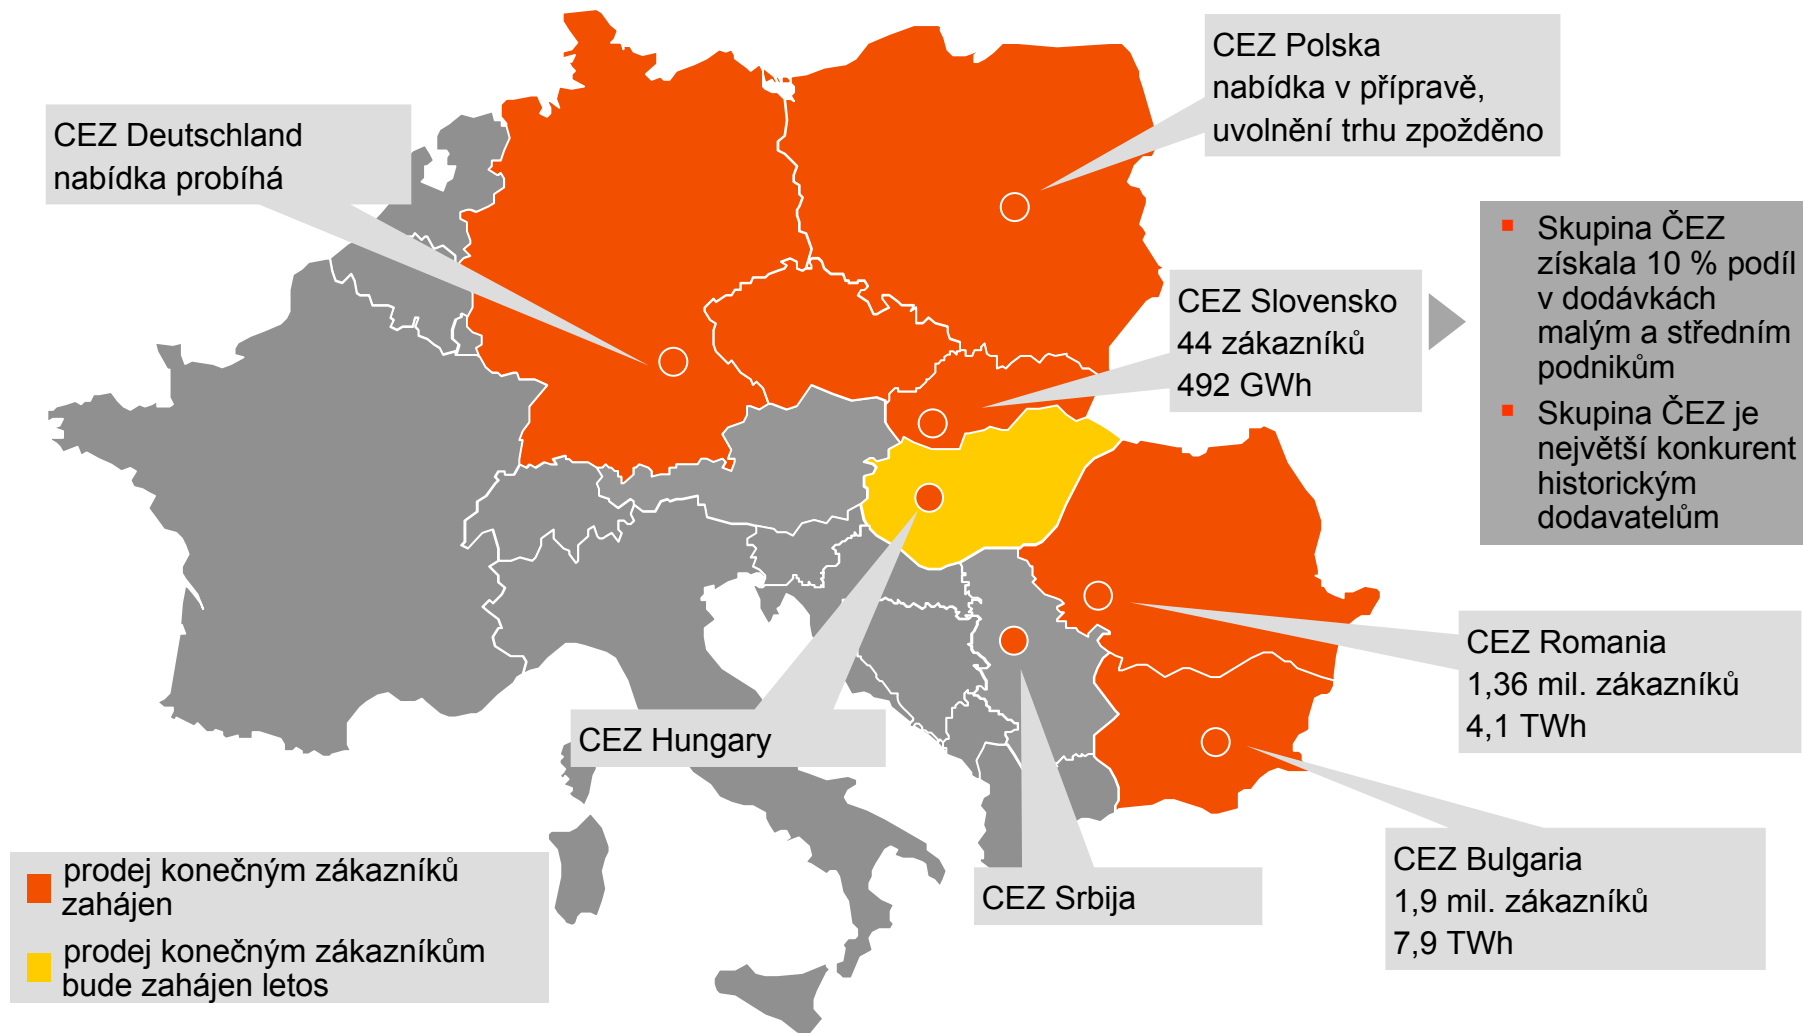 CEZ Polska
nabídka v přípravě,
uvolnění trhu zpožděno
CEZ Deutschland
nabídka probíhá
CEZ Slovensko
44 zákazníků
492 GWh
Skupina ČEZ
získala 10 % podíl
v dodávkách
malým a středním
podnikům
Skupina ČEZ je
největší konkurent
historickým
dodavatelům
CEZ Romania
1,36 mil. zákazníků
4,1 TWh
CEZ Hungary
CEZ Bulgaria
1,9 mil. zákazníků
7,9 TWh
CEZ Srbija
prodej konečným zákazníků
zahájen
prodej konečným zákazníkům
bude zahájen letos